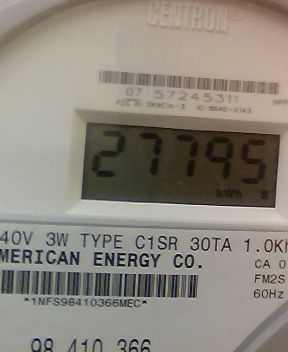 CENTRON®
07 57245311
27795
kWh
40V 3W TYPE C1SR 30TA 1.0K
MERICAN ENERGY CO.
CA 0
FM2S
60Hz
*1NFS98410366MEC*
98 410 366